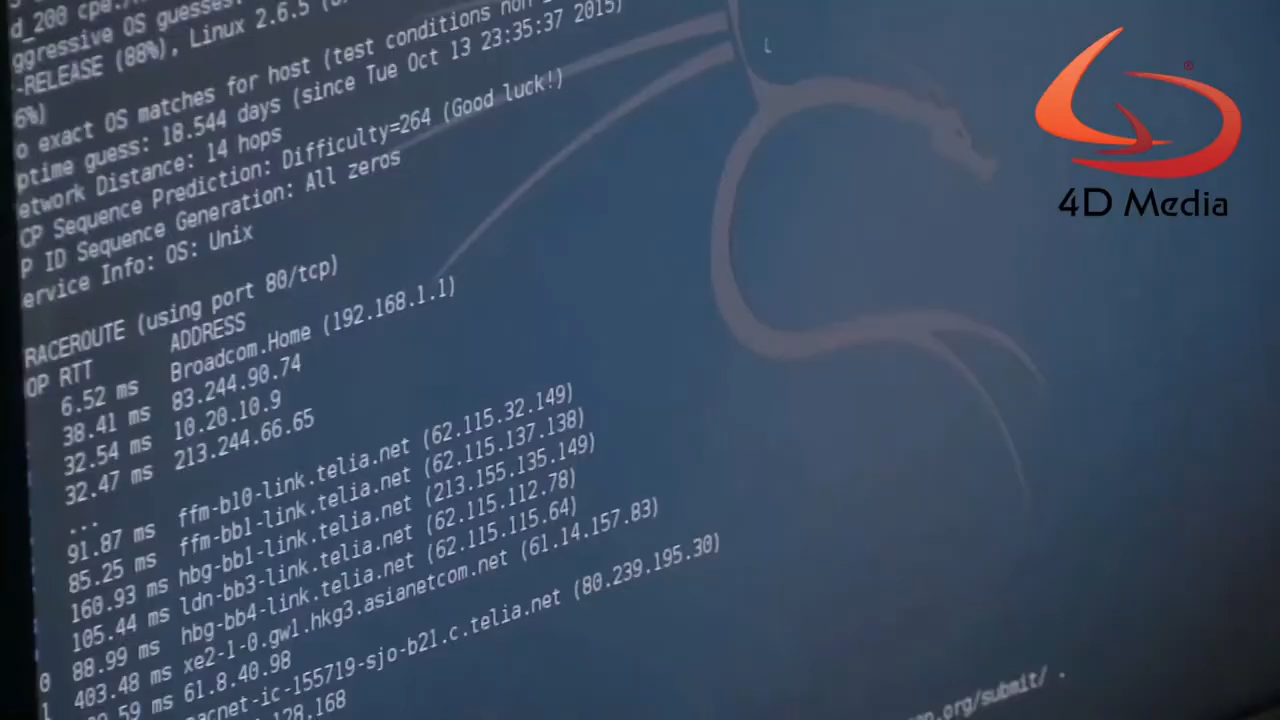 d_200
ggressive OS guesses:
-RELEASE (88%), Linux 2.6.5
6%)
o exact OS matches for host (test conditions non
ptime guess: 18.544 days (since Tue Oct 13 23:35:37 2015)
etwork Distance: 14 hops
CP Sequence Prediction: Difficulty=264 (Good luck!)
P ID Sequence Generation: All zeros
ervice Info: OS: Unix
RACEROUTE (using port 80/tcp)
OP RTT ADDRESS
6.52 ms Broadcom.Home (192.168.1.1)
38.41 ms 83.244.90.74
32.54 ms 10.20.10.9
32.47 ms 213.244.66.65
...
91.87 ms ffm-b10-link.telia.net (62.115.32.149)
85.25 ms ffm-bb1-link.telia.net (62.115.137.138)
160.93 ms hbg-bb1-link.telia.net (213.155.135.149)
105.44 ms ldn-bb3-link.telia.net (62.115.112.78)
0 88.99 ms hbg-bb4-link.telia.net (62.115.115.64)
1 403.48 ms xe2-1-0.gw1.hkg3.asianetcom.net (61.14.157.83)
.59 ms 61.8.40.98
pacnet-ic-155719-sjo-b21.c.telia.net (80.239.195.30)
.128.168
.org/submit/ .
®
4D Media